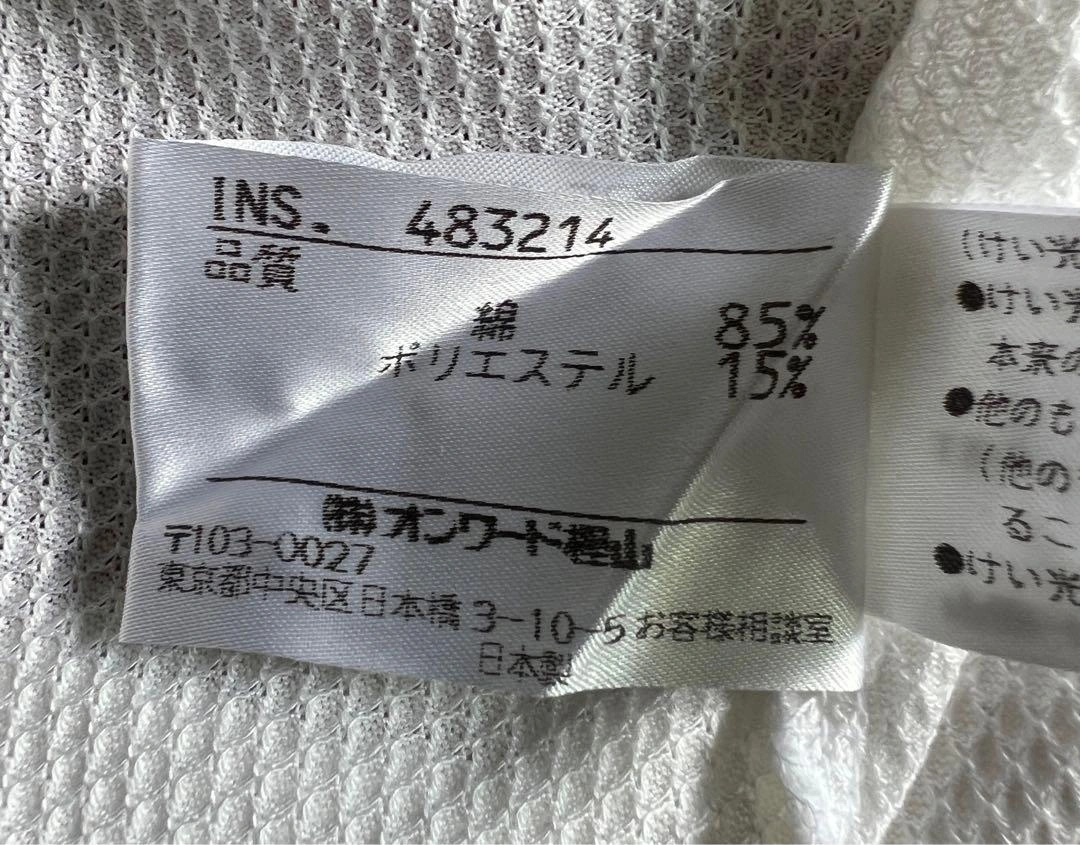 INS. 483214
品質
綿 85%
ポリエステル 15%
㈱オンワード樫山
〒103-0027
東京都中央区日本橋3-10-5お客様相談室
日本製
(けい光
●けい光
本来の
●他のも
(他の
るこ
●けい光